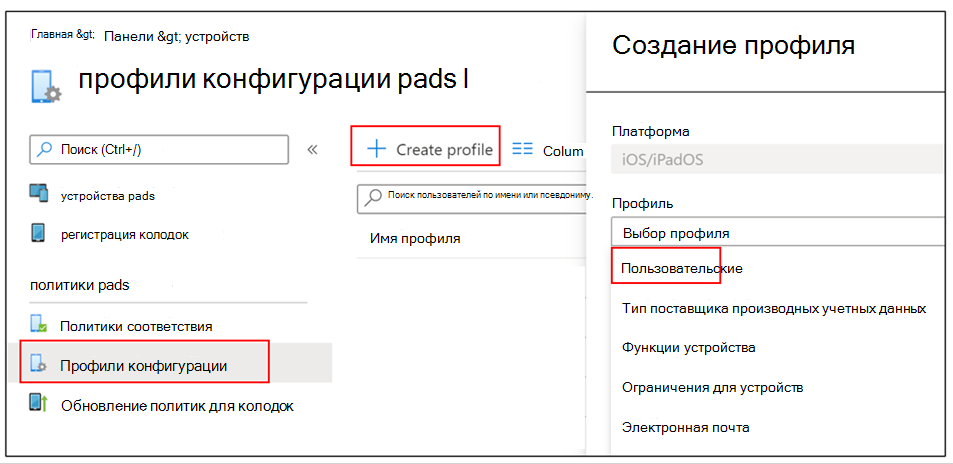 Главная &gt; Панели &gt; устройств
профили конфигурации pads l
Поиск (Ctrl+/)
«
устройства pads
регистрация колодок
политики pads
Политики соответствия
Профили конфигурации
Обновление политик для колодок
+ Create profile
Colum
Поиск пользователей по имени или псевдониму.
Имя профиля
Создание профиля
Платформа
iOS/iPadOS
Профиль
Выбор профиля
Пользовательские
Тип поставщика производных учетных данных
Функции устройства
Ограничения для устройств
Электронная почта